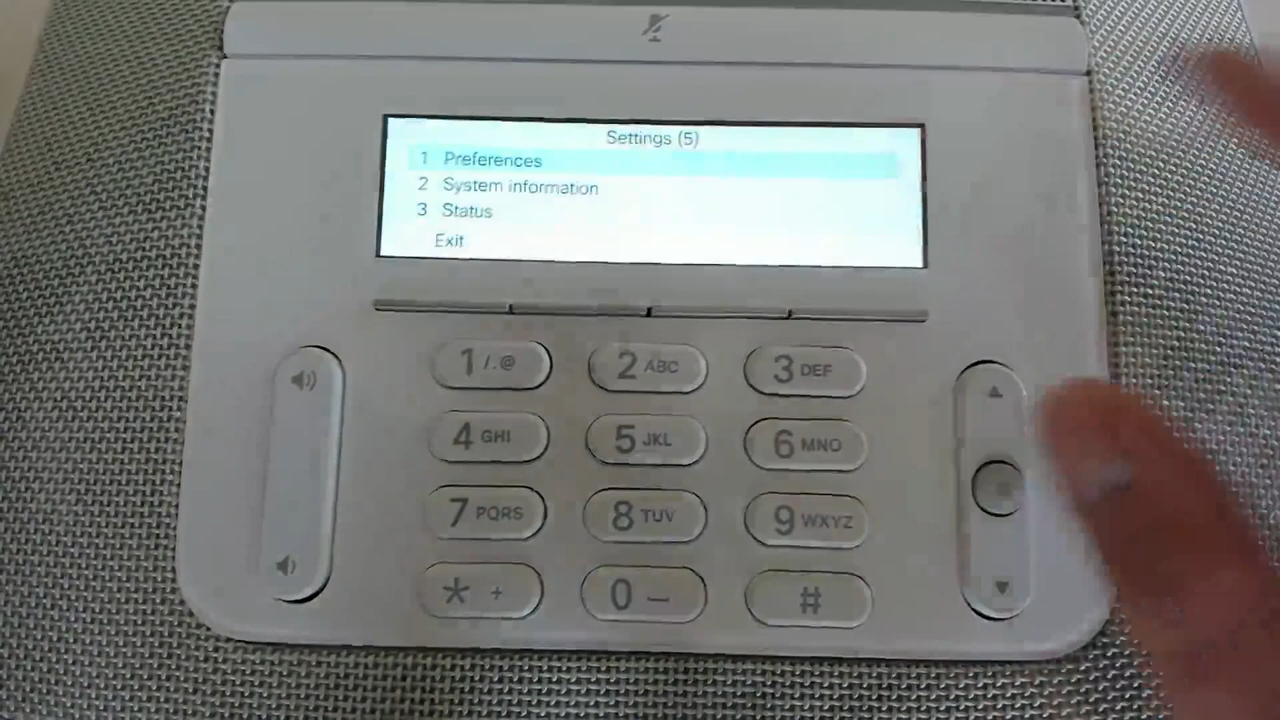 Settings (5)
1 Preferences
2 System information
3 Status
Exit
1 /.@
2 ABC
3 DEF
4 GHI
5 JKL
6 MNO
7 PQRS
8 TUV
9 WXYZ
* +
0 _
#